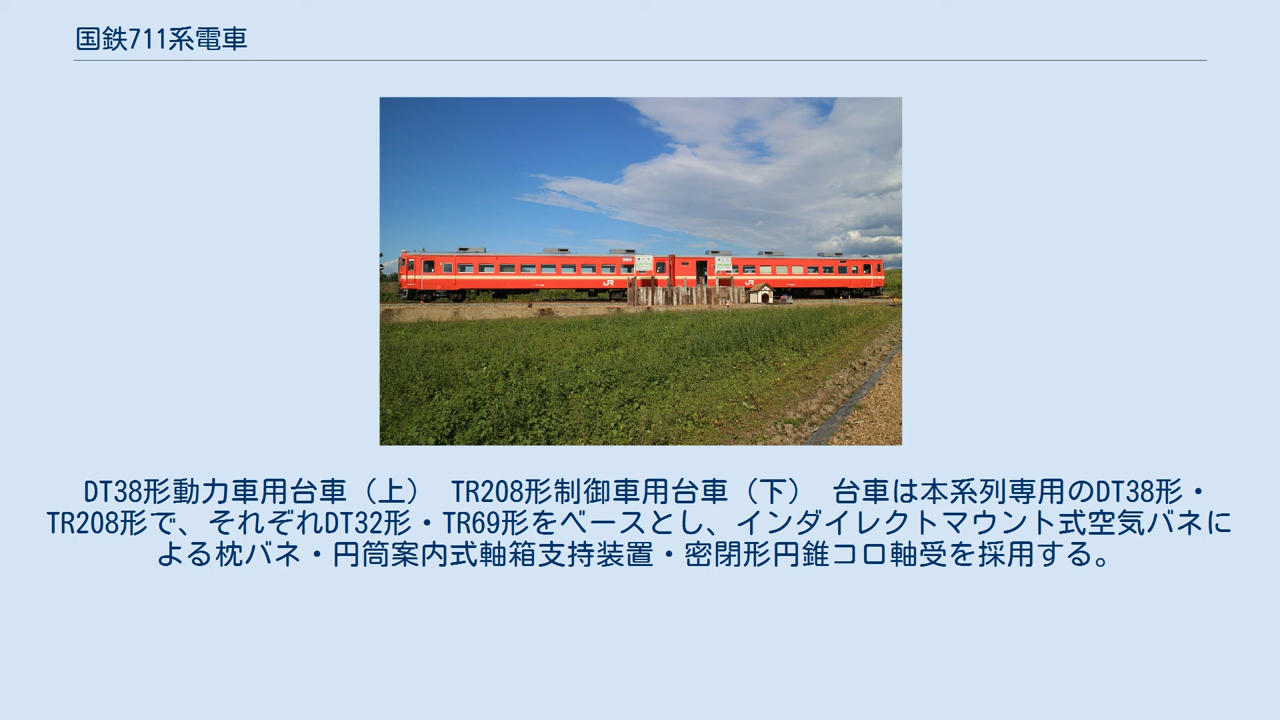 国鉄711系電車
JR
JR
DT38形動力車用台車（上） TR208形制御車用台車（下） 台車は本系列専用のDT38形・
TR208形で、それぞれDT32形・TR69形をベースとし、インダイレクトマウント式空気バネに
よる枕バネ・円筒案内式軸箱支持装置・密閉形円錐コロ軸受を採用する。